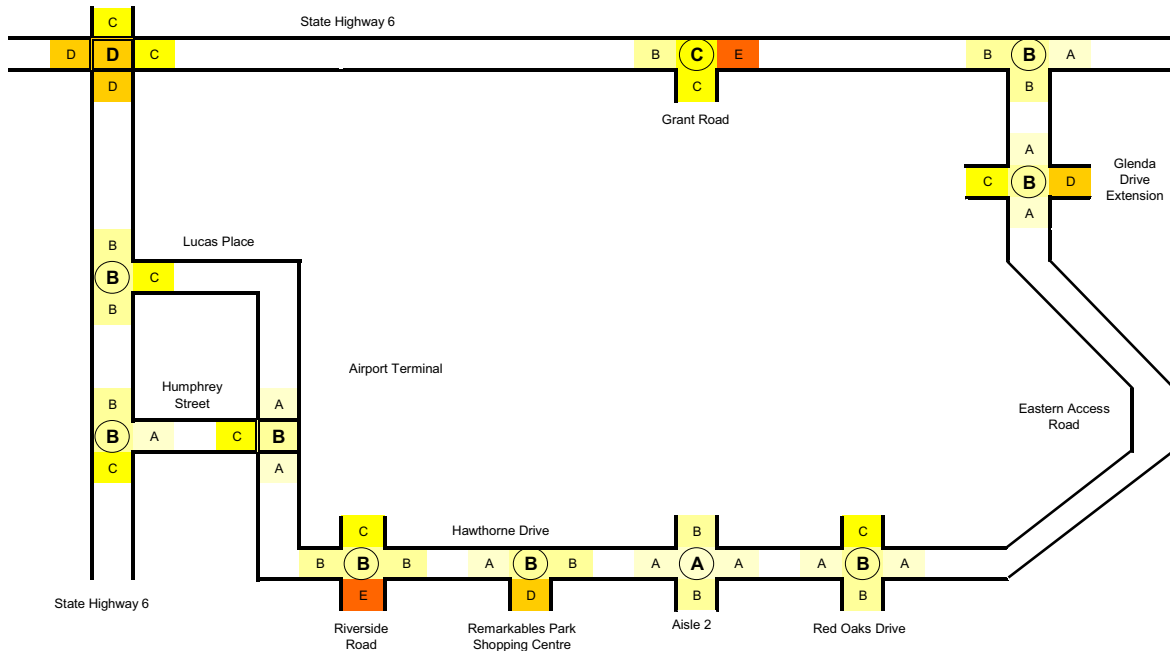 C
State Highway 6
D D C
B C E
B B A
D
C
B
Grant Road
A
C B D
Glenda
Drive
Extension
A
B
Lucas Place
B C
B
Airport Terminal
Humphrey
Street
B
A
Eastern Access
Road
B A
C B
C
A
C
Hawthorne Drive
B
C
B B B
A B B
A A A
A B A
E
D
B
B
State Highway 6
Riverside
Road
Remarkables Park
Shopping Centre
Aisle 2
Red Oaks Drive